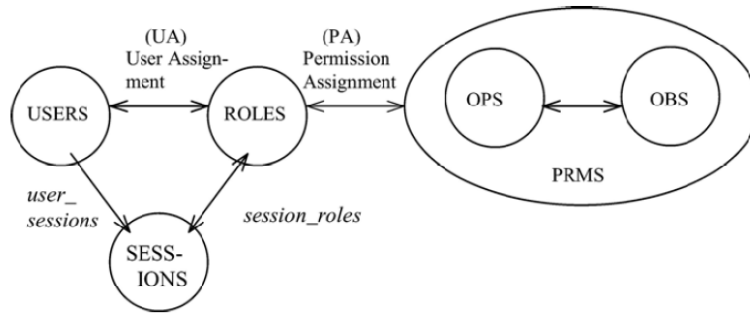 (UA)
User Assign-
ment
(PA)
Permission
Assignment
USERS
ROLES
OPS
OBS
PRMS
user_
sessions
session_roles
SESS-
IONS